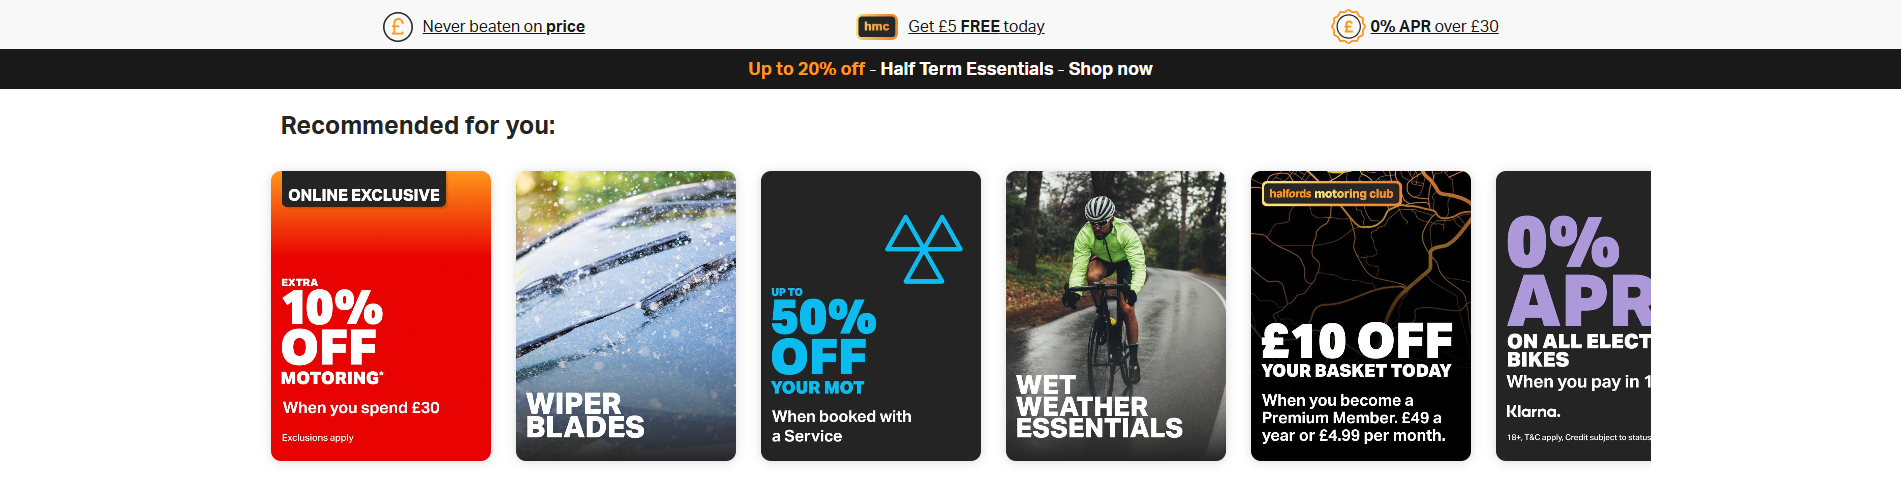 £ Never beaten on price
hmc Get £5 FREE today
£ 0% APR over £30
Up to 20% off - Half Term Essentials - Shop now
Recommended for you:
ONLINE EXCLUSIVE
EXTRA
10%
OFF
MOTORING*
When you spend £30
Exclusions apply
WIPER
BLADES
UP TO
50%
OFF
YOUR MOT
When booked with
a Service
WET
WEATHER
ESSENTIALS
halfords motoring club
£10 OFF
YOUR BASKET TODAY
When you become a
Premium Member. £49 a
year or £4.99 per month.
0%
APR
ON ALL ELECT
BIKES
When you pay in 1
Klarna.
18+, T&C apply, Credit subject to status